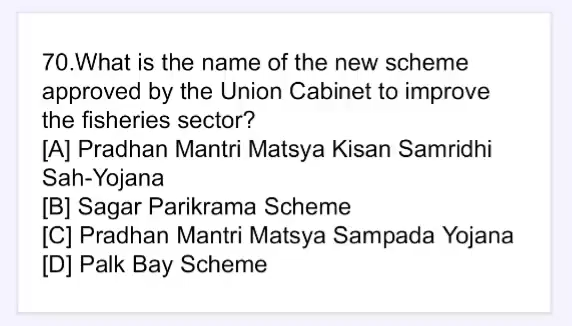 70.What is the name of the new scheme
approved by the Union Cabinet to improve
the fisheries sector?
[A] Pradhan Mantri Matsya Kisan Samridhi
Sah-Yojana
[B] Sagar Parikrama Scheme
[C] Pradhan Mantri Matsya Sampada Yojana
[D] Palk Bay Scheme